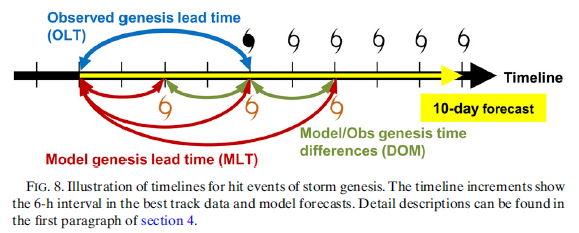 Observed genesis lead time
(OLT)
Timeline
10-day forecast
Model/Obs genesis time
differences (DOM)
Model genesis lead time (MLT)
FIG. 8. Illustration of timelines for hit events of storm genesis. The timeline increments show
the 6-h interval in the best track data and model forecasts. Detail descriptions can be found in
the first paragraph of section 4.